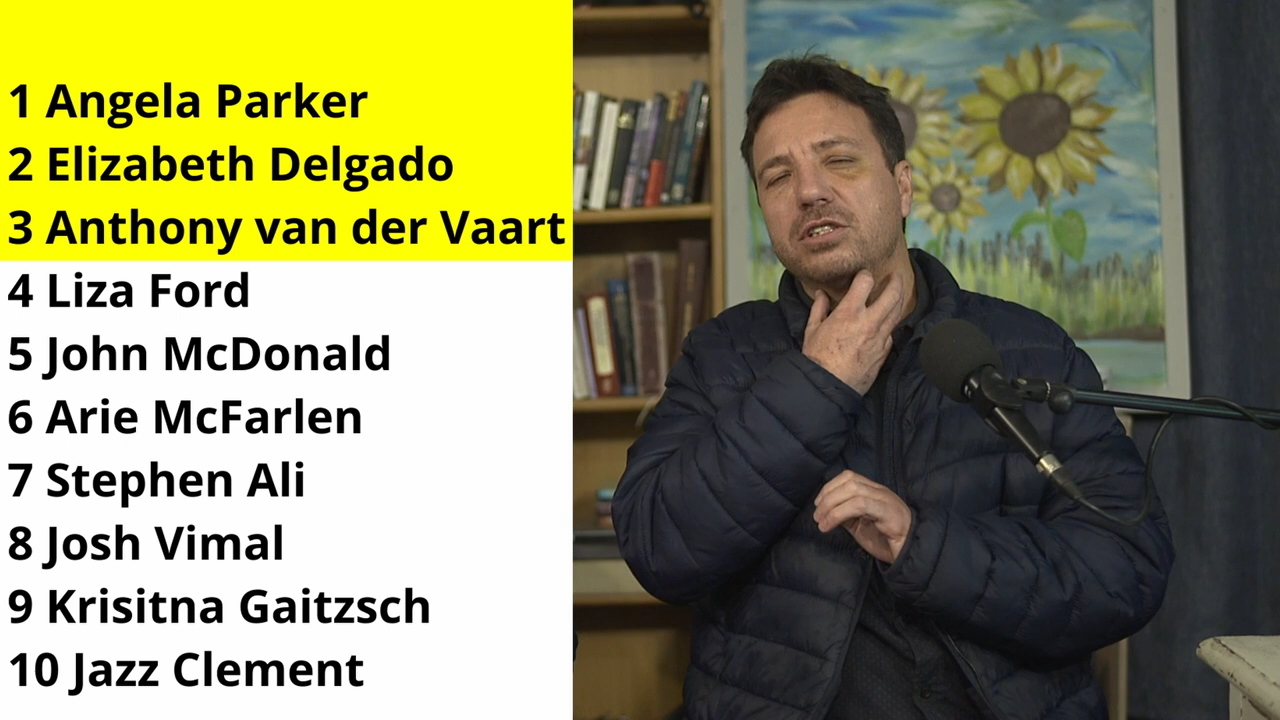 1 Angela Parker
2 Elizabeth Delgado
3 Anthony van der Vaart
4 Liza Ford
5 John McDonald
6 Arie McFarlen
7 Stephen Ali
8 Josh Vimal
9 Krisitna Gaitzsch
10 Jazz Clement